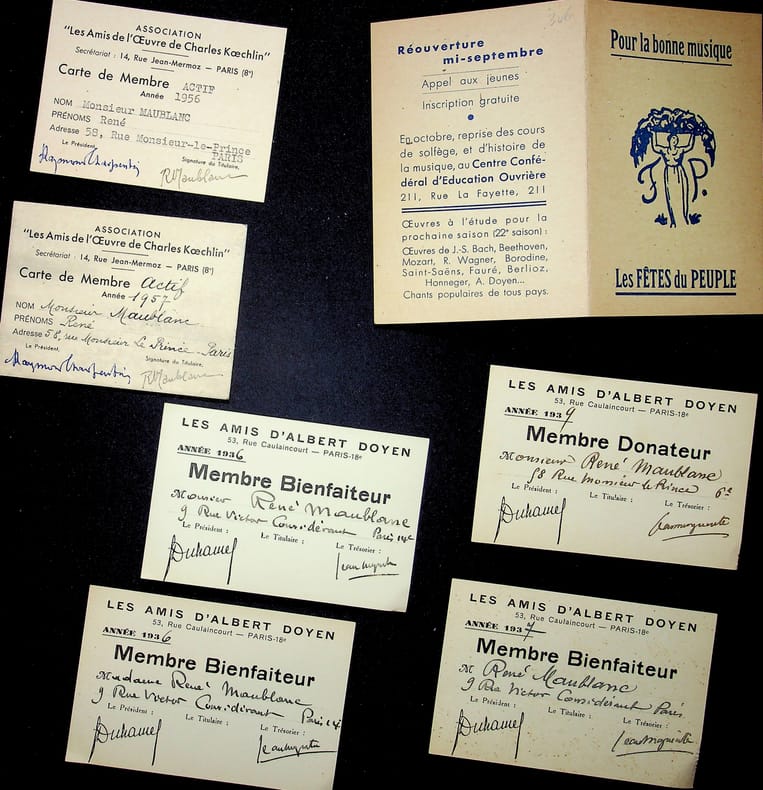 ASSOCIATION
"Les Amis de l'Œuvre de Charles Kœchlin"
Secrétariat : 14, Rue Jean-Mermoz — PARIS (8e)
Carte de Membre ACTIF
Année 1956
NOM Monsieur MAUBLANC
PRÉNOMS René
Adresse 58, Rue Monsieur-le-Prince
PARIS
Le Président,
Signature du Titulaire,
Raymond Charpentier
R Maublanc
ASSOCIATION
"Les Amis de l'Œuvre de Charles Kœchlin"
Secrétariat : 14, Rue Jean-Mermoz — PARIS (8e)
Carte de Membre actif
Année 1957
NOM Monsieur Maublanc
PRÉNOMS René
Adresse 58, rue Monsieur Le Prince - Paris
Le Président,
Signature du Titulaire,
Raymond Charpentier
R Maublanc
Réouverture
mi-septembre
Appel aux jeunes
Inscription gratuite
En octobre, reprise des cours
de solfège, et d'histoire de
la musique, au Centre Confé-
déral d'Education Ouvrière
211, Rue La Fayette, 211
Œuvres à l'étude pour la
prochaine saison (22e saison) :
Œuvres de J.-S. Bach, Beethoven,
Mozart, R. Wagner, Borodine,
Saint-Saéns, Fauré, Berlioz,
Honneger, A. Doyen...
Chants populaires de tous pays.
Pour la bonne musique
F. P.
Les FÊTES du PEUPLE
LES AMIS D'ALBERT DOYEN
53, Rue Caulaincourt — PARIS-18e
ANNÉE 1936
Membre Bienfaiteur
Monsieur René Maublanc
9 Rue Victor Considérant Paris 14e
Le Président :
Le Titulaire :
Le Trésorier :
Duhamel
LES AMIS D'ALBERT DOYEN
53, Rue Caulaincourt — PARIS-18e
ANNÉE 1939
Membre Donateur
Monsieur René Maublanc
58 Rue Monsieur le Prince 6e
Le Président :
Le Titulaire :
Le Trésorier :
Duhamel
LES AMIS D'ALBERT DOYEN
53, Rue Caulaincourt — PARIS-18e
ANNÉE 1936
Membre Bienfaiteur
Madame René Maublanc
9 Rue Victor Considérant Paris 14e
Le Président :
Le Titulaire :
Le Trésorier :
Duhamel
LES AMIS D'ALBERT DOYEN
53, Rue Caulaincourt — PARIS-18e
ANNÉE 1937
Membre Bienfaiteur
M René Maublanc
9 Rue Victor Considérant Paris
Le Président :
Le Titulaire :
Le Trésorier :
Duhamel